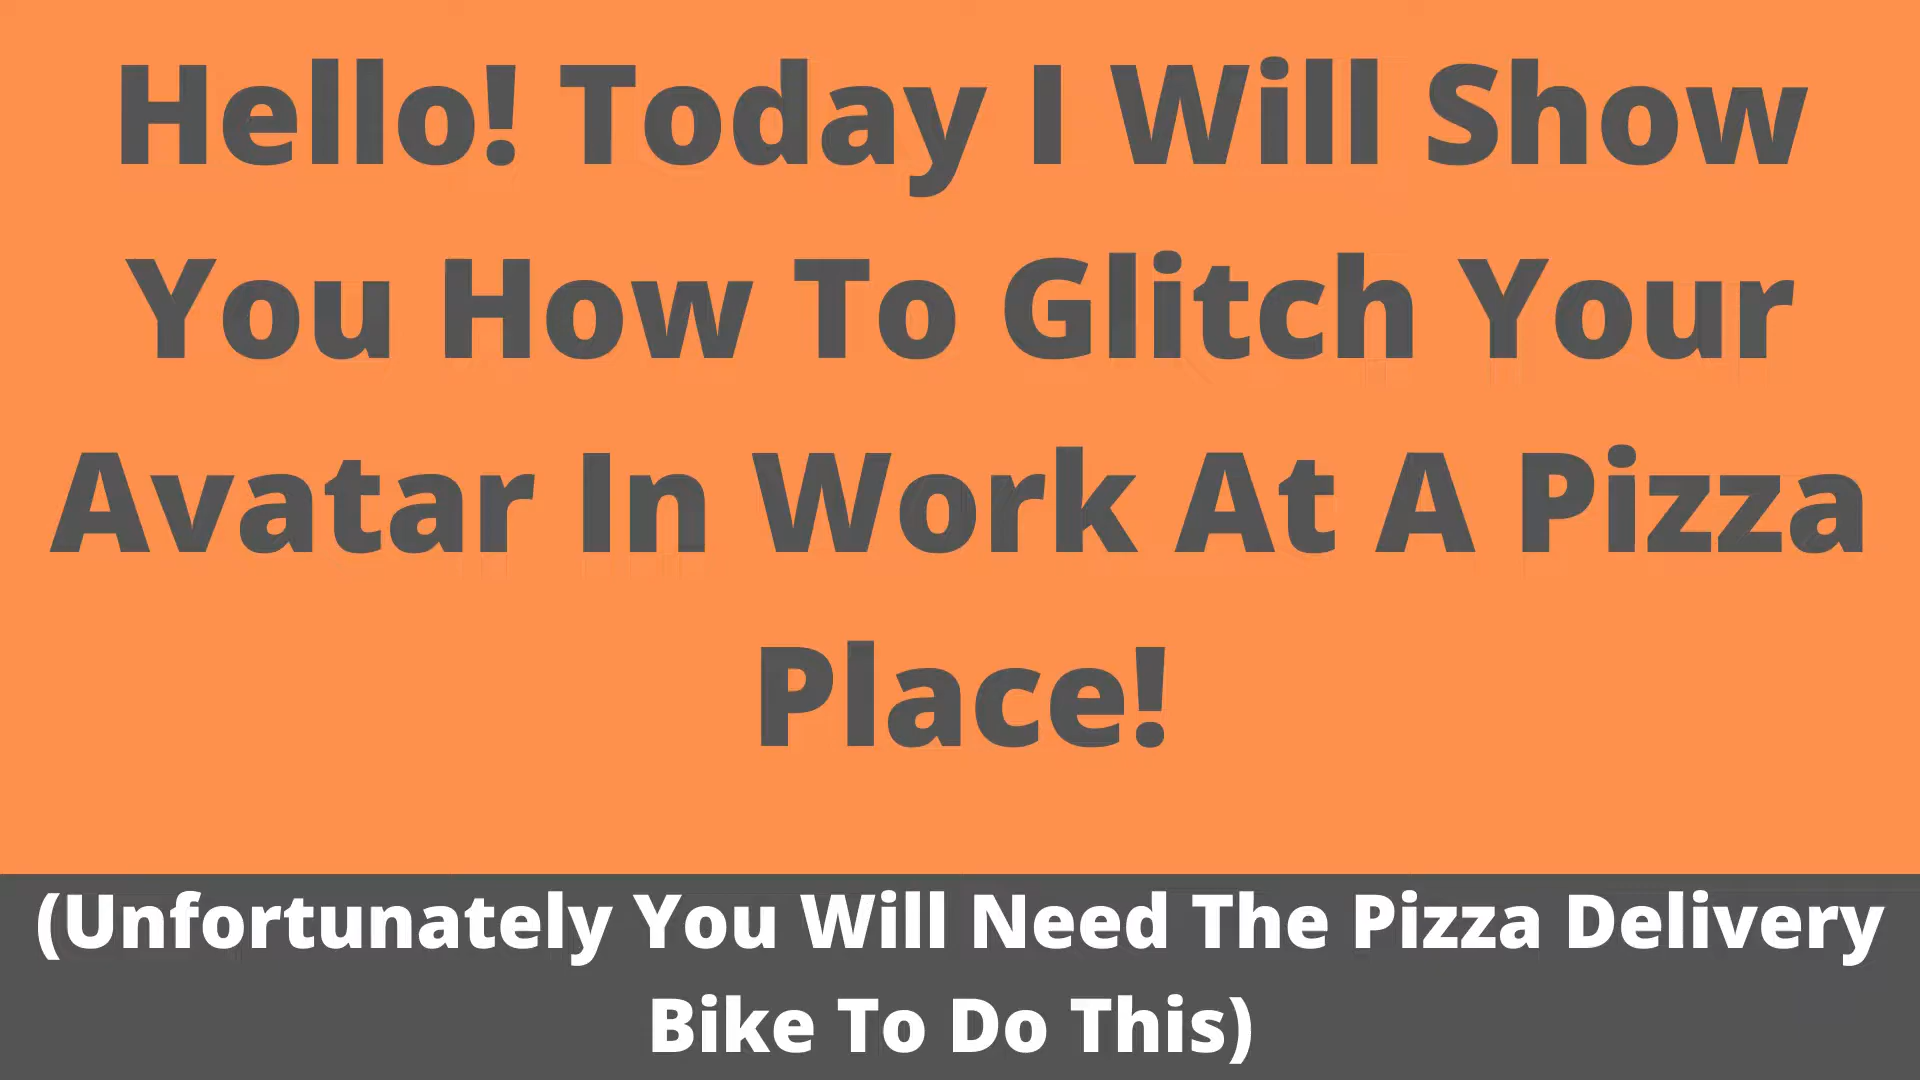 Hello! Today I Will Show
You How To Glitch Your
Avatar In Work At A Pizza
Place!
(Unfortunately You Will Need The Pizza Delivery
Bike To Do This)